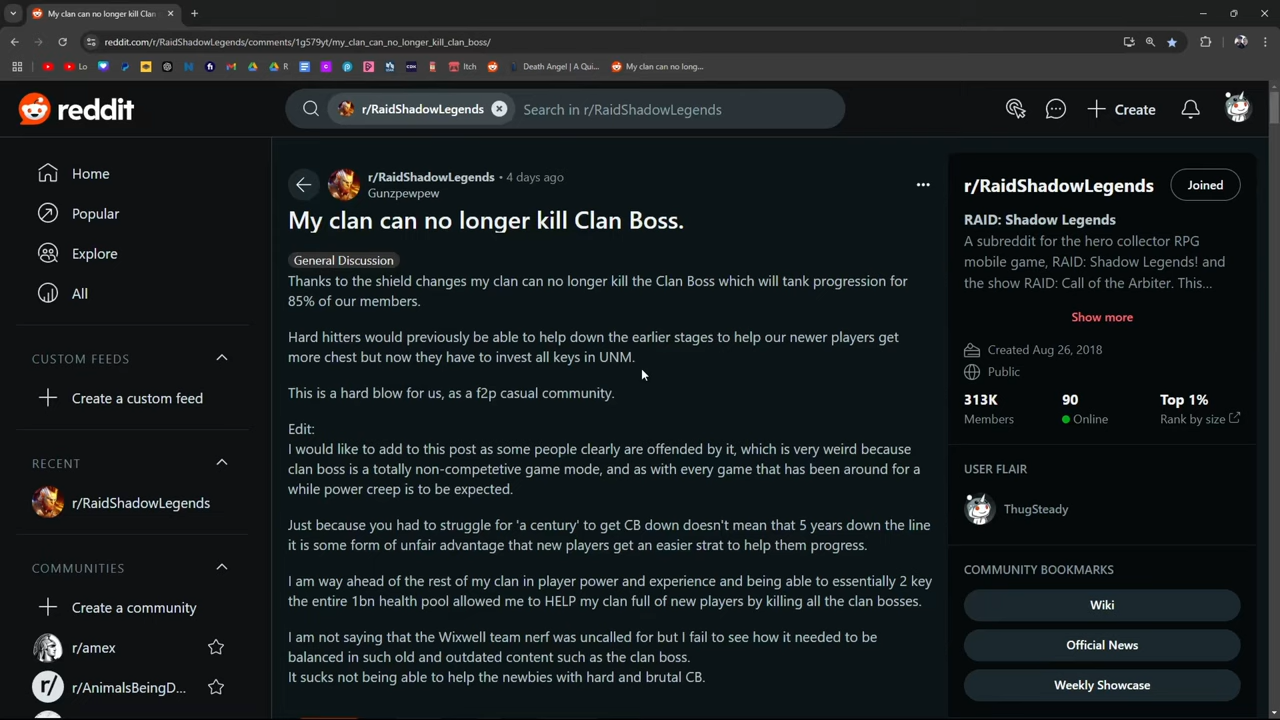 My clan can no longer kill Clan
reddit.com/r/RaidShadowLegends/comments/1g579yt/my_clan_can_no_longer_kill_clan_boss/
Lo
R
Itch
Death Angel | A Qui...
My clan can no long...
reddit
r/RaidShadowLegends
Search in r/RaidShadowLegends
Create
Home
Popular
Explore
All
CUSTOM FEEDS
Create a custom feed
RECENT
r/RaidShadowLegends
COMMUNITIES
Create a community
r/amex
r/AnimalsBeingD...
r/RaidShadowLegends • 4 days ago
Gunzpewpew
My clan can no longer kill Clan Boss.
General Discussion
Thanks to the shield changes my clan can no longer kill the Clan Boss which will tank progression for
85% of our members.
Hard hitters would previously be able to help down the earlier stages to help our newer players get
more chest but now they have to invest all keys in UNM.
This is a hard blow for us, as a f2p casual community.
Edit:
I would like to add to this post as some people clearly are offended by it, which is very weird because
clan boss is a totally non-competetive game mode, and as with every game that has been around for a
while power creep is to be expected.
Just because you had to struggle for 'a century' to get CB down doesn't mean that 5 years down the line
it is some form of unfair advantage that new players get an easier strat to help them progress.
I am way ahead of the rest of my clan in player power and experience and being able to essentially 2 key
the entire 1bn health pool allowed me to HELP my clan full of new players by killing all the clan bosses.
I am not saying that the Wixwell team nerf was uncalled for but I fail to see how it needed to be
balanced in such old and outdated content such as the clan boss.
It sucks not being able to help the newbies with hard and brutal CB.
r/RaidShadowLegends
Joined
RAID: Shadow Legends
A subreddit for the hero collector RPG
mobile game, RAID: Shadow Legends! and
the show RAID: Call of the Arbiter. This...
Show more
Created Aug 26, 2018
Public
313K 90 Top 1%
Members Online Rank by size
USER FLAIR
ThugSteady
COMMUNITY BOOKMARKS
Wiki
Official News
Weekly Showcase